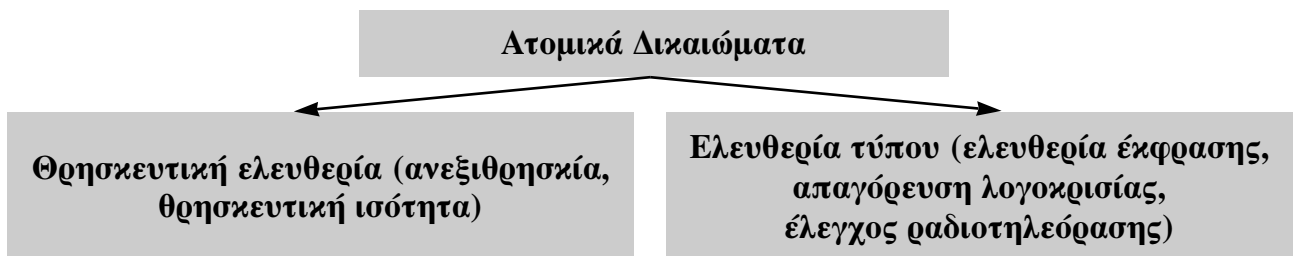 Ατομικά Δικαιώματα
Θρησκευτική ελευθερία (ανεξιθρησκία,
θρησκευτική ισότητα)
Ελευθερία τύπου (ελευθερία έκφρασης,
απαγόρευση λογοκρισίας,
έλεγχος ραδιοτηλεόρασης)